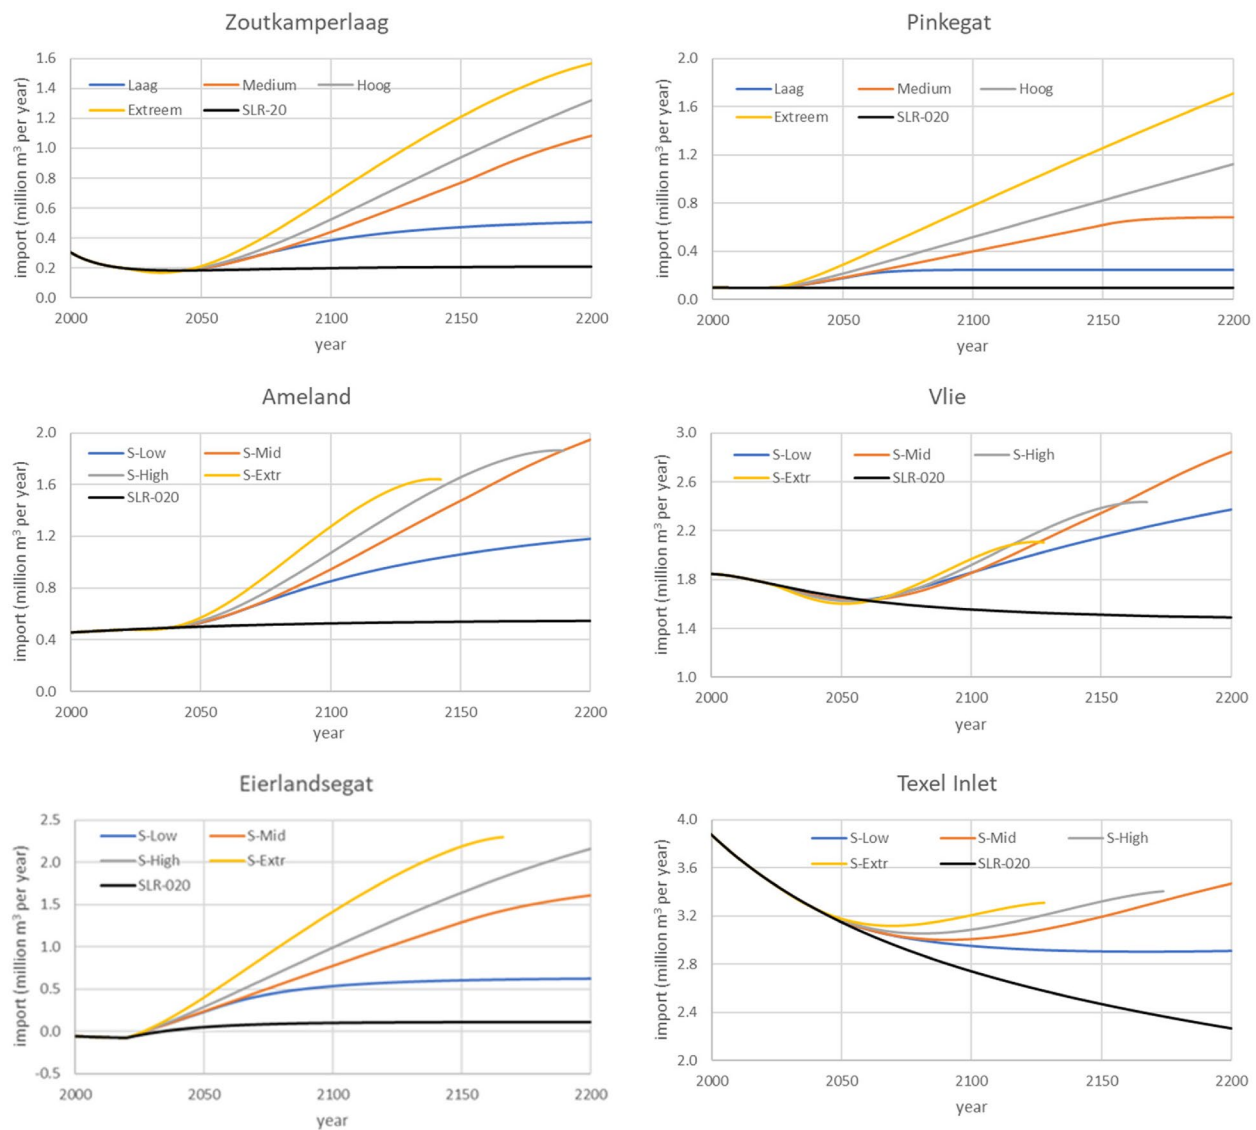 Zoutkamperlaag
import (million m³ per year)
1.6
1.4
1.2
1.0
0.8
0.6
0.4
0.2
0.0
Laag Medium Hoog
Extreem SLR-20
2000 2050 2100 2150 2200
year
Pinkegat
import (million m³ per year)
2.0
1.6
1.2
0.8
0.4
0.0
Laag Medium Hoog
Extreem SLR-020
2000 2050 2100 2150 2200
year
Ameland
import (million m³ per year)
2.0
1.6
1.2
0.8
0.4
0.0
S-Low S-Mid
S-High S-Extr
SLR-020
2000 2050 2100 2150 2200
year
Vlie
import (million m³ per year)
3.0
2.6
2.2
1.8
1.4
1.0
S-Low S-Mid S-High
S-Extr SLR-020
2000 2050 2100 2150 2200
year
Eierlandsegat
import (million m³ per year)
2.5
2.0
1.5
1.0
0.5
0.0
-0.5
S-Low S-Mid
S-High S-Extr
SLR-020
2000 2050 2100 2150 2200
year
Texel Inlet
import (million m³ per year)
4.0
3.6
3.2
2.8
2.4
2.0
S-Low S-Mid S-High
S-Extr SLR-020
2000 2050 2100 2150 2200
year